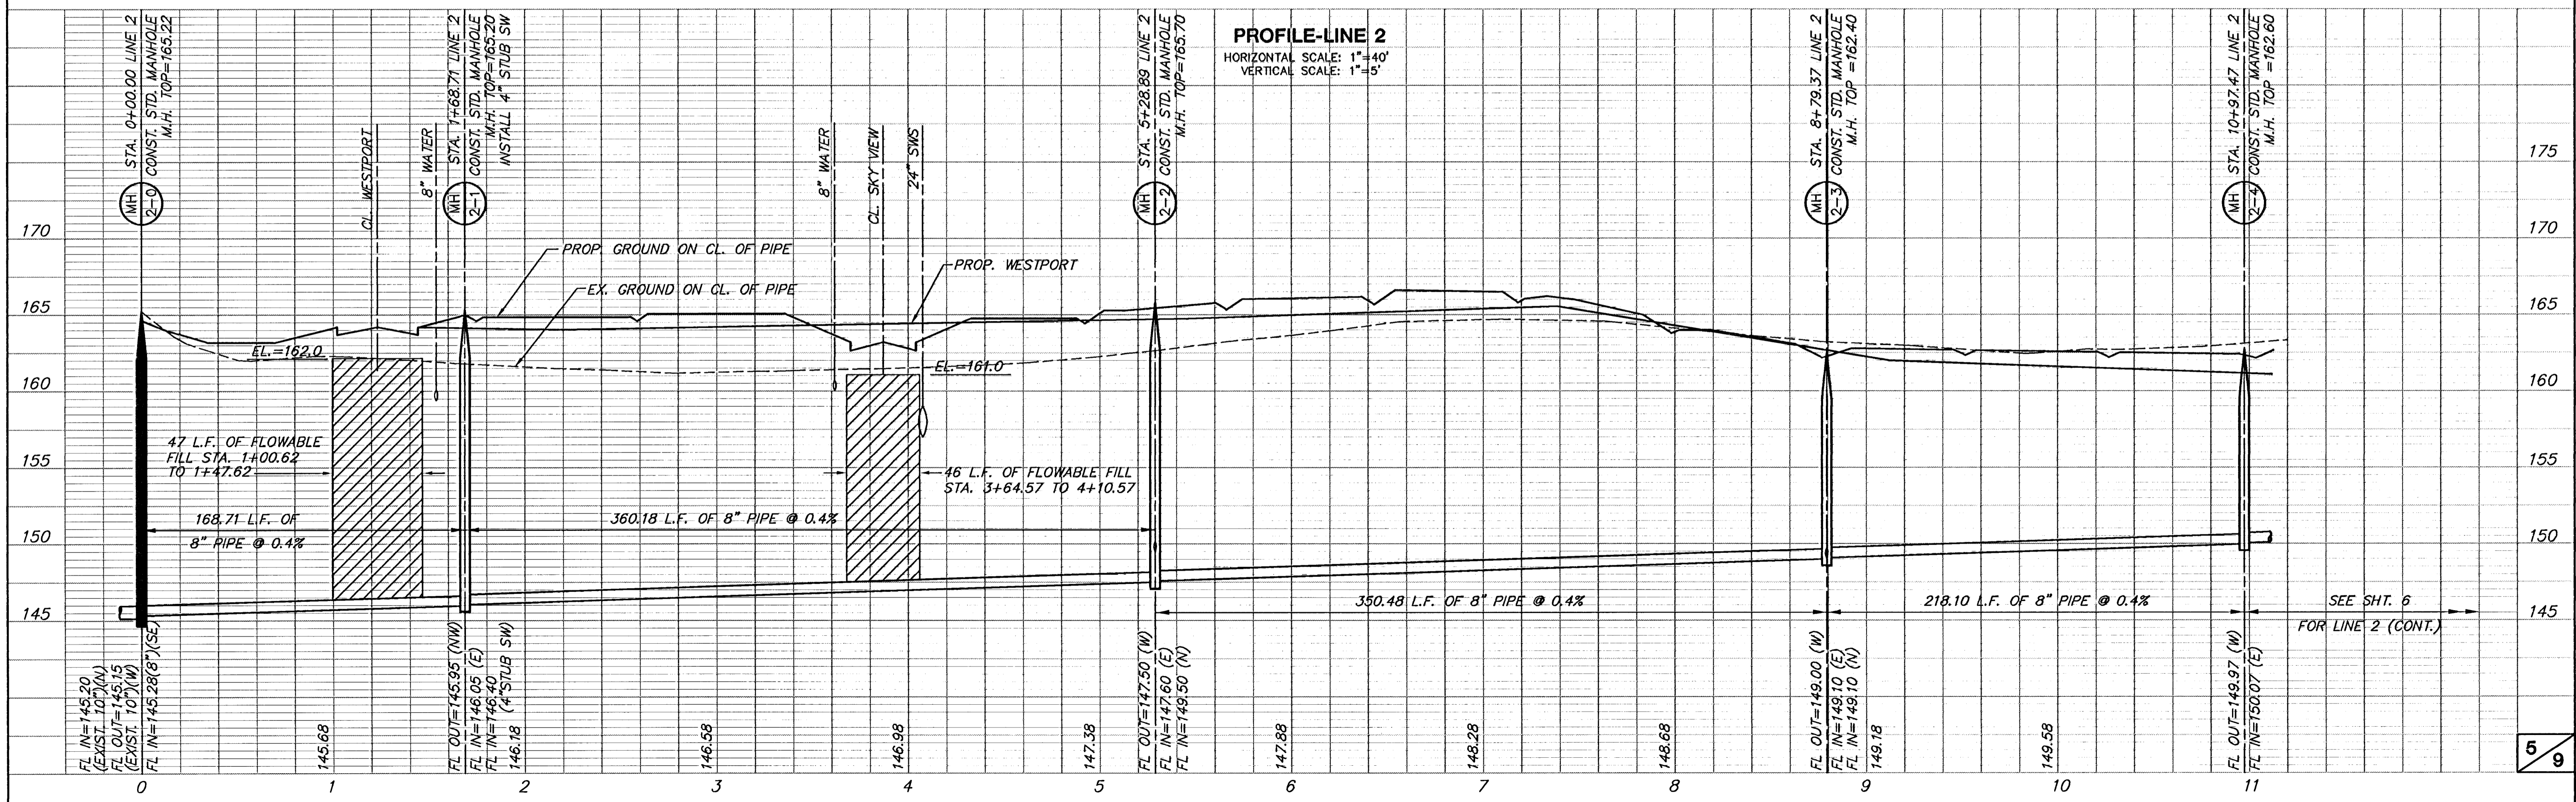 PROFILE-LINE 2
HORIZONTAL SCALE: 1"=40'
VERTICAL SCALE: 1"=5'
STA. 0+00.00 LINE 2
CONST. STD. MANHOLE
M.H. TOP=165.22
MH
2-0
CL. WESTPORT
8" WATER
STA. 1+68.71 LINE 2
CONST. STD. MANHOLE
M.H. TOP=165.20
INSTALL 4" STUB SW
MH
2-1
8" WATER
CL. SKY VIEW
24" SWS
STA. 5+28.89 LINE 2
CONST. STD. MANHOLE
M.H. TOP=165.70
MH
2-2
STA. 8+79.37 LINE 2
CONST. STD. MANHOLE
M.H. TOP =162.40
MH
2-3
STA. 10+97.47 LINE 2
CONST. STD. MANHOLE
M.H. TOP =162.60
MH
2-4
175
170
170
PROP. GROUND ON CL. OF PIPE
PROP. WESTPORT
EX. GROUND ON CL. OF PIPE
165
165
EL.=162.0
EL.=161.0
160
160
47 L.F. OF FLOWABLE
FILL STA. 1+00.62
TO 1+47.62
46 L.F. OF FLOWABLE FILL
STA. 3+64.57 TO 4+10.57
155
155
168.71 L.F. OF
8" PIPE @ 0.4%
360.18 L.F. OF 8" PIPE @ 0.4%
150
150
350.48 L.F. OF 8" PIPE @ 0.4%
218.10 L.F. OF 8" PIPE @ 0.4%
SEE SHT. 6
FOR LINE 2 (CONT.)
145
145
FL IN=145.20
(EXIST. 10")(N)
FL OUT=145.15
(EXIST. 10")(W)
FL IN=145.28(8")(SE)
145.68
FL OUT=145.95 (NW)
FL IN=146.05 (E)
FL IN=146.40
(4"STUB SW)
146.18
146.58
146.98
147.38
FL OUT=147.50 (W)
FL IN=147.60 (E)
FL IN=149.50 (N)
147.88
148.28
148.68
FL OUT=149.00 (W)
FL IN=149.10 (E)
FL IN=149.10 (N)
149.18
149.58
FL OUT=149.97 (W)
FL IN=150.07 (E)
0
1
2
3
4
5
6
7
8
9
10
11
5/9